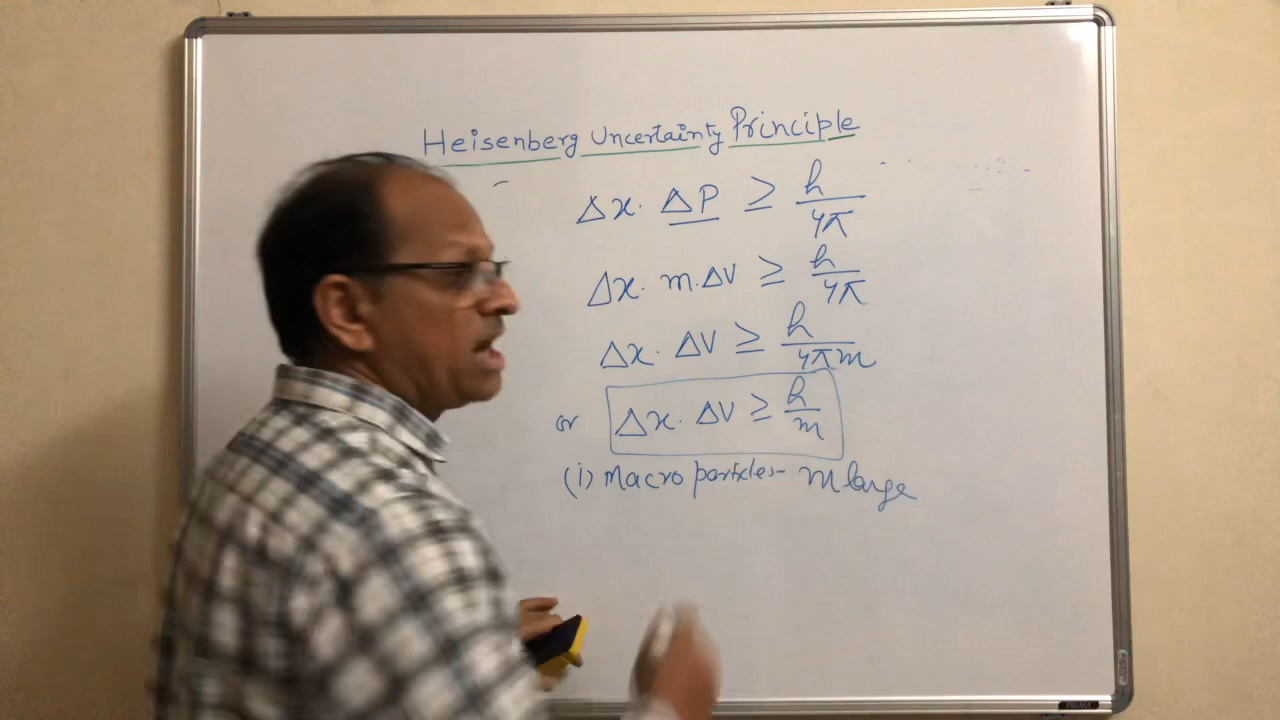 Heisenberg Uncertainty Principle
Δx. ΔP ≥ h/4π
Δx. m.ΔV ≥ h/4π
Δx. ΔV ≥ h/4πm
or Δx. ΔV ≥ h/m
(i) Macro particles- m large